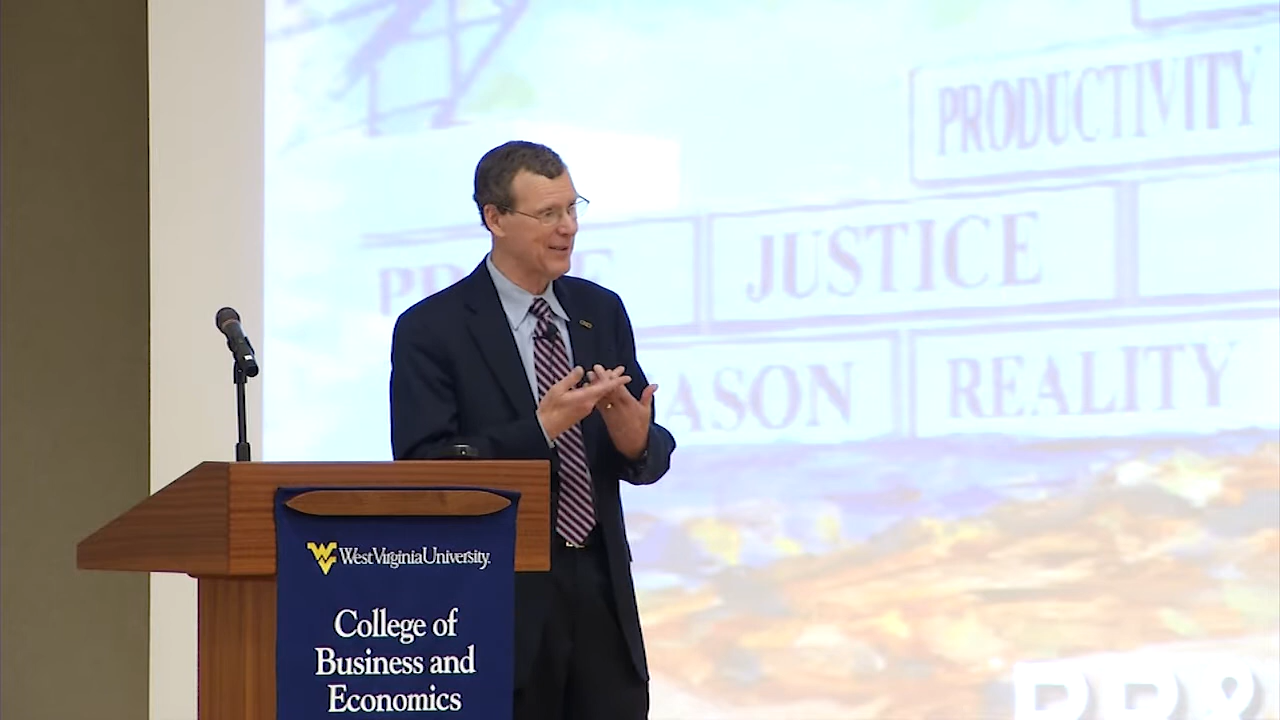 PRODUCTIVITY
JUSTICE
REALITY
West Virginia University.
College of
Business and
Economics